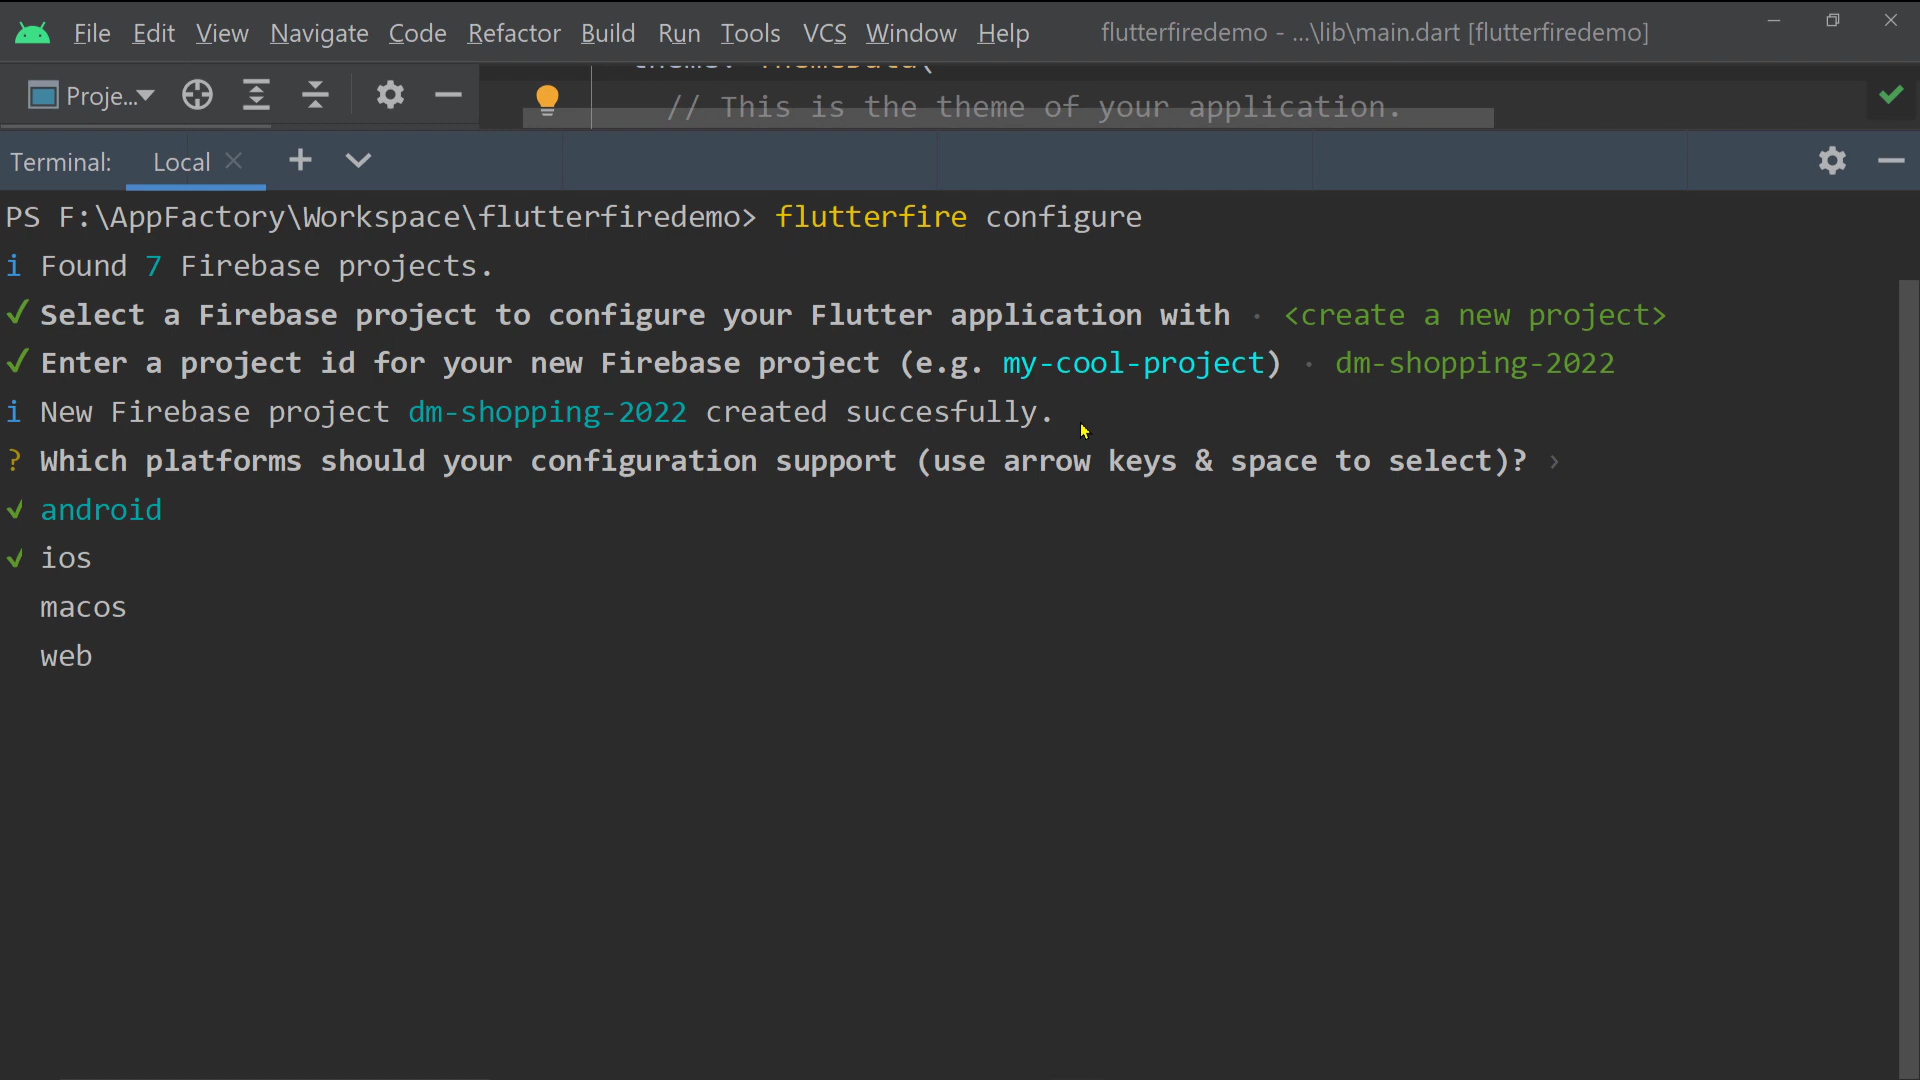 File Edit View Navigate Code Refactor Build Run Tools VCS Window Help flutterfiredemo - ...\lib\main.dart [flutterfiredemo]
Proje...
theme: ThemeData(
// This is the theme of your application.
Terminal: Local
PS F:\AppFactory\Workspace\flutterfiredemo> flutterfire configure
i Found 7 Firebase projects.
✔ Select a Firebase project to configure your Flutter application with · <create a new project>
✔ Enter a project id for your new Firebase project (e.g. my-cool-project) · dm-shopping-2022
i New Firebase project dm-shopping-2022 created succesfully.
? Which platforms should your configuration support (use arrow keys & space to select)? ›
✔ android
✔ ios
macos
web